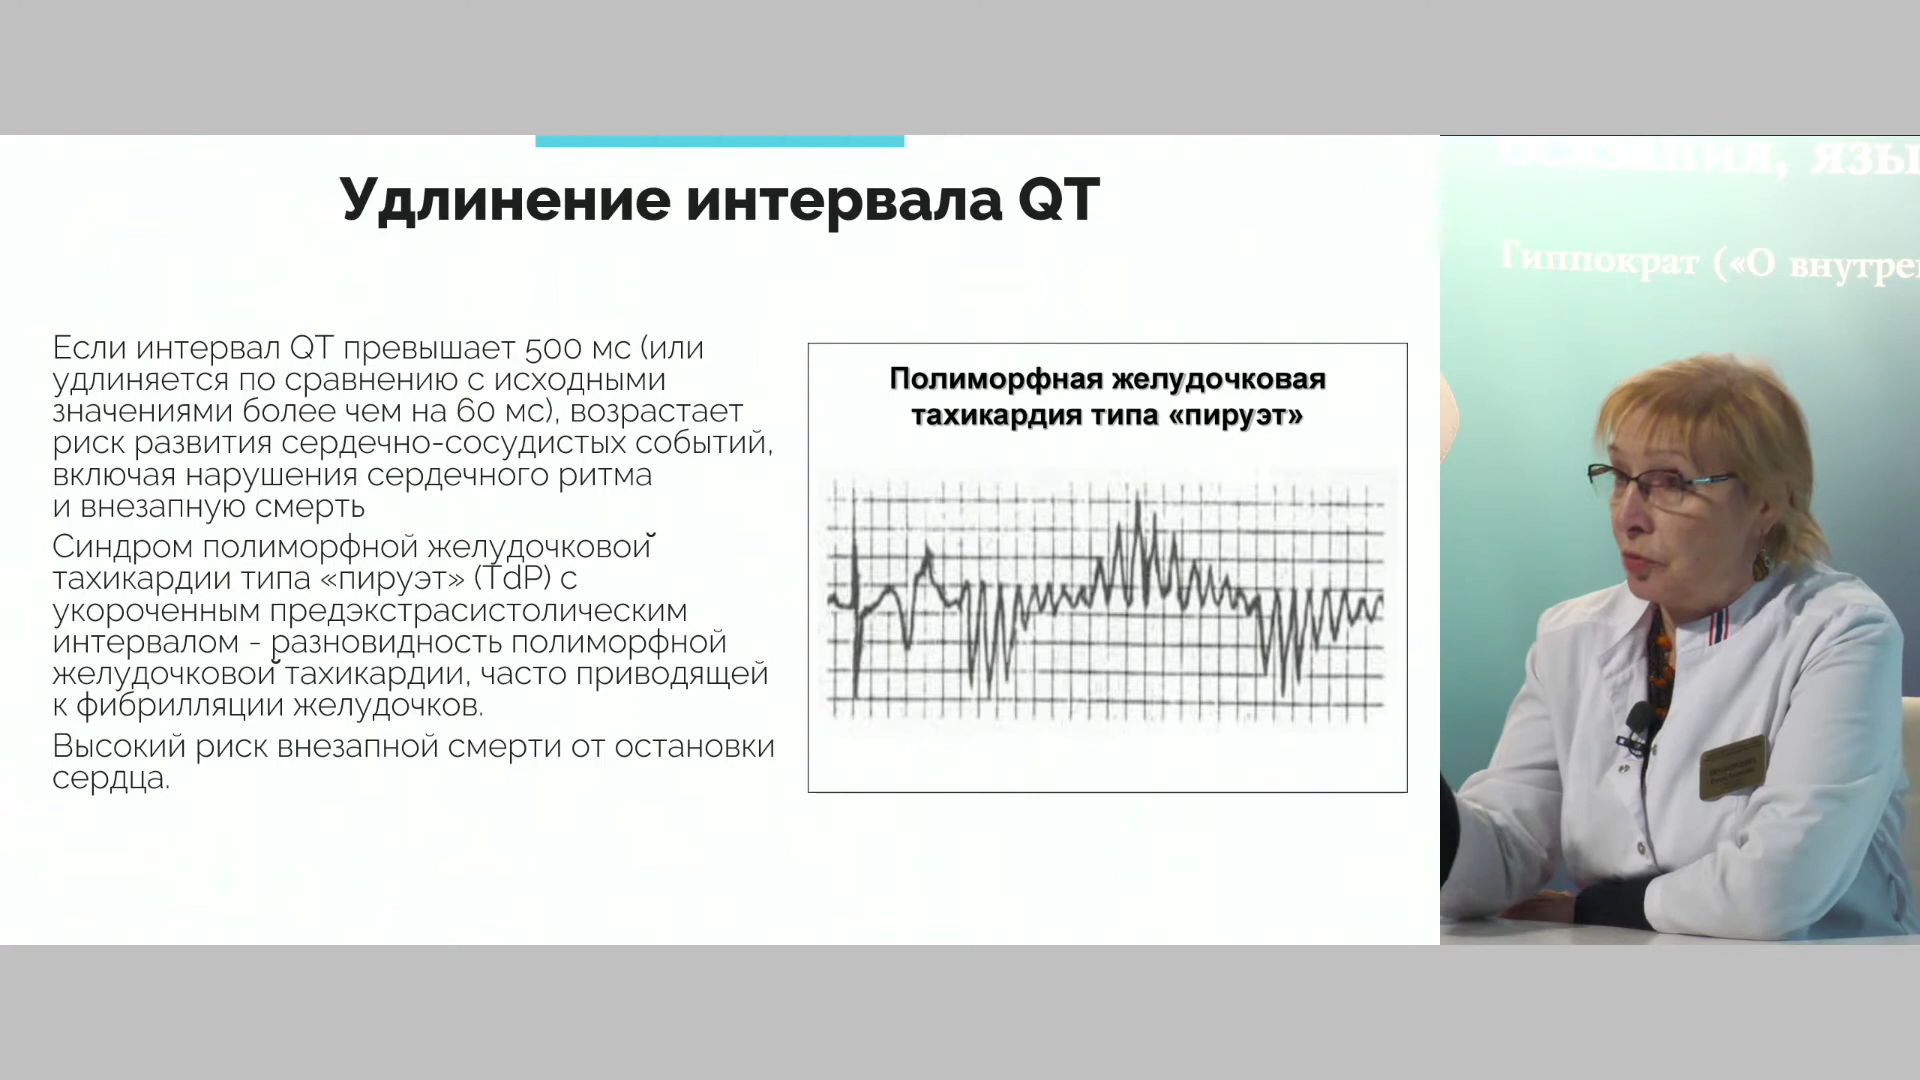 Удлинение интервала QT
Если интервал QT превышает 500 мс (или
удлиняется по сравнению с исходными
значениями более чем на 60 мс), возрастает
риск развития сердечно-сосудистых событий,
включая нарушения сердечного ритма
и внезапную смерть
Синдром полиморфной желудочковой
тахикардии типа «пируэт» (TdP) с
укороченным предэкстрасистолическим
интервалом - разновидность полиморфной
желудочковой тахикардии, часто приводящей
к фибрилляции желудочков.
Высокий риск внезапной смерти от остановки
сердца.
Полиморфная желудочковая
тахикардия типа «пируэт»
Гиппократ («О внутре